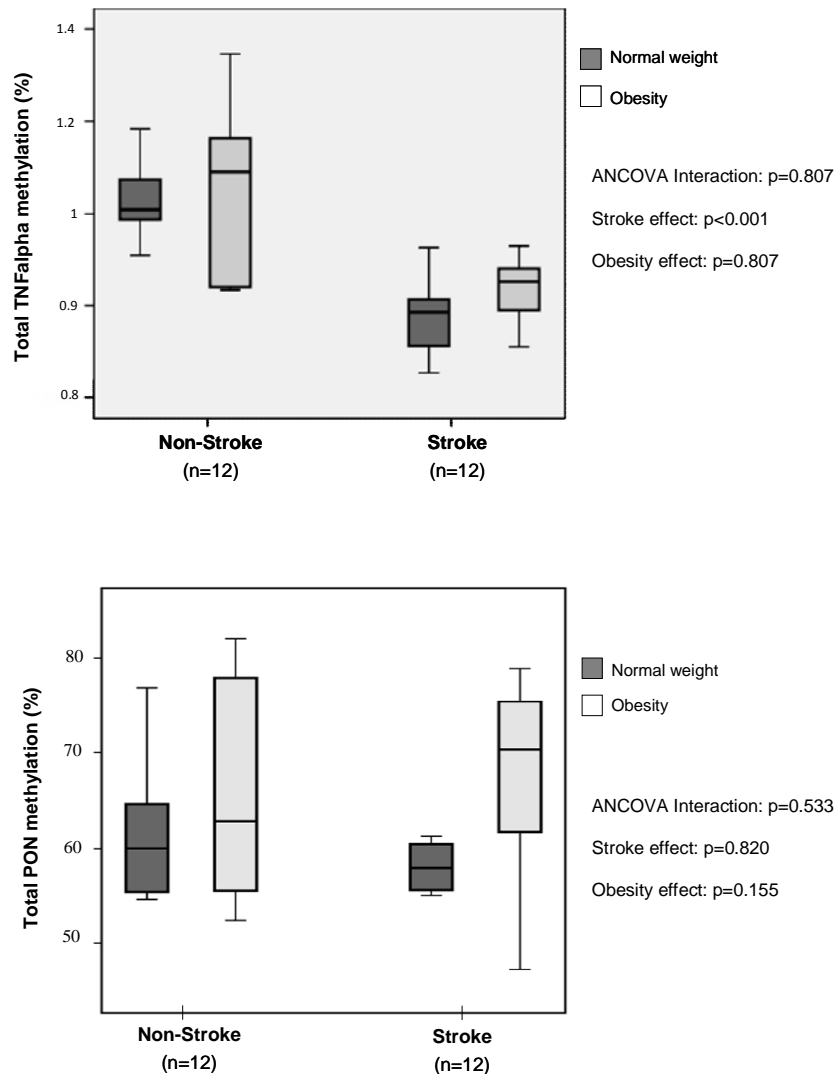 Total TNFalpha methylation (%)
1.4
1.2
1
0.9
0.8
Non-Stroke
(n=12)
Stroke
(n=12)
Normal weight
Obesity
ANCOVA Interaction: p=0.807
Stroke effect: p<0.001
Obesity effect: p=0.807
Total PON methylation (%)
80
70
60
50
Non-Stroke
(n=12)
Stroke
(n=12)
Normal weight
Obesity
ANCOVA Interaction: p=0.533
Stroke effect: p=0.820
Obesity effect: p=0.155